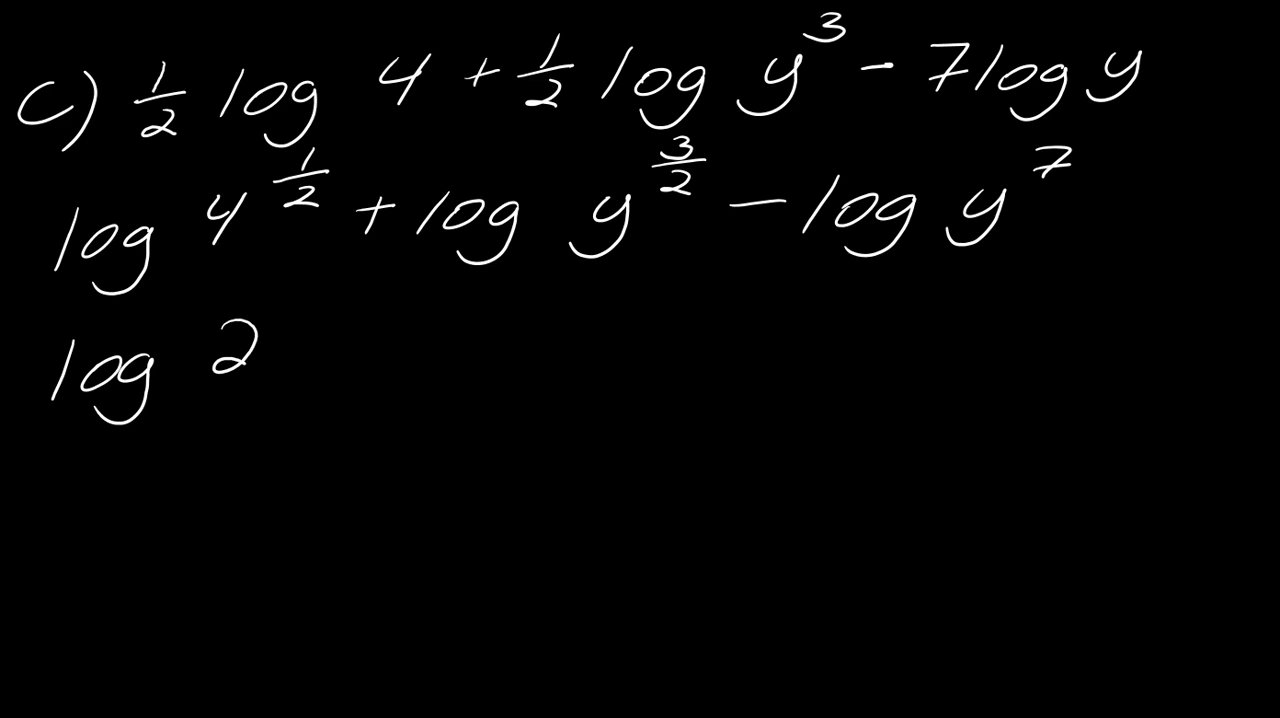 c) 1/2 log 4 + 1/2 log y^3 - 7 log y
log 4^(1/2) + log y^(3/2) - log y^7
log 2